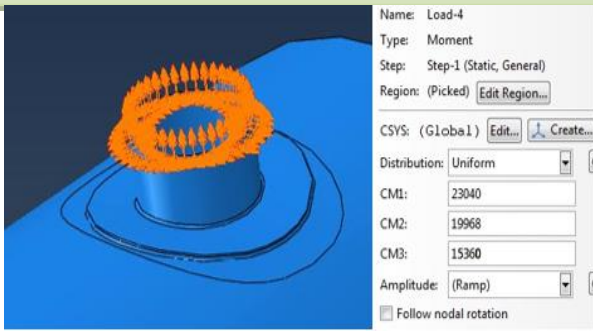 Name: Load-4
Type: Moment
Step: Step-1 (Static, General)
Region: (Picked) Edit Region...
CSYS: (Global) Edit... Create...
Distribution: Uniform
CM1: 23040
CM2: 19968
CM3: 15360
Amplitude: (Ramp)
Follow nodal rotation